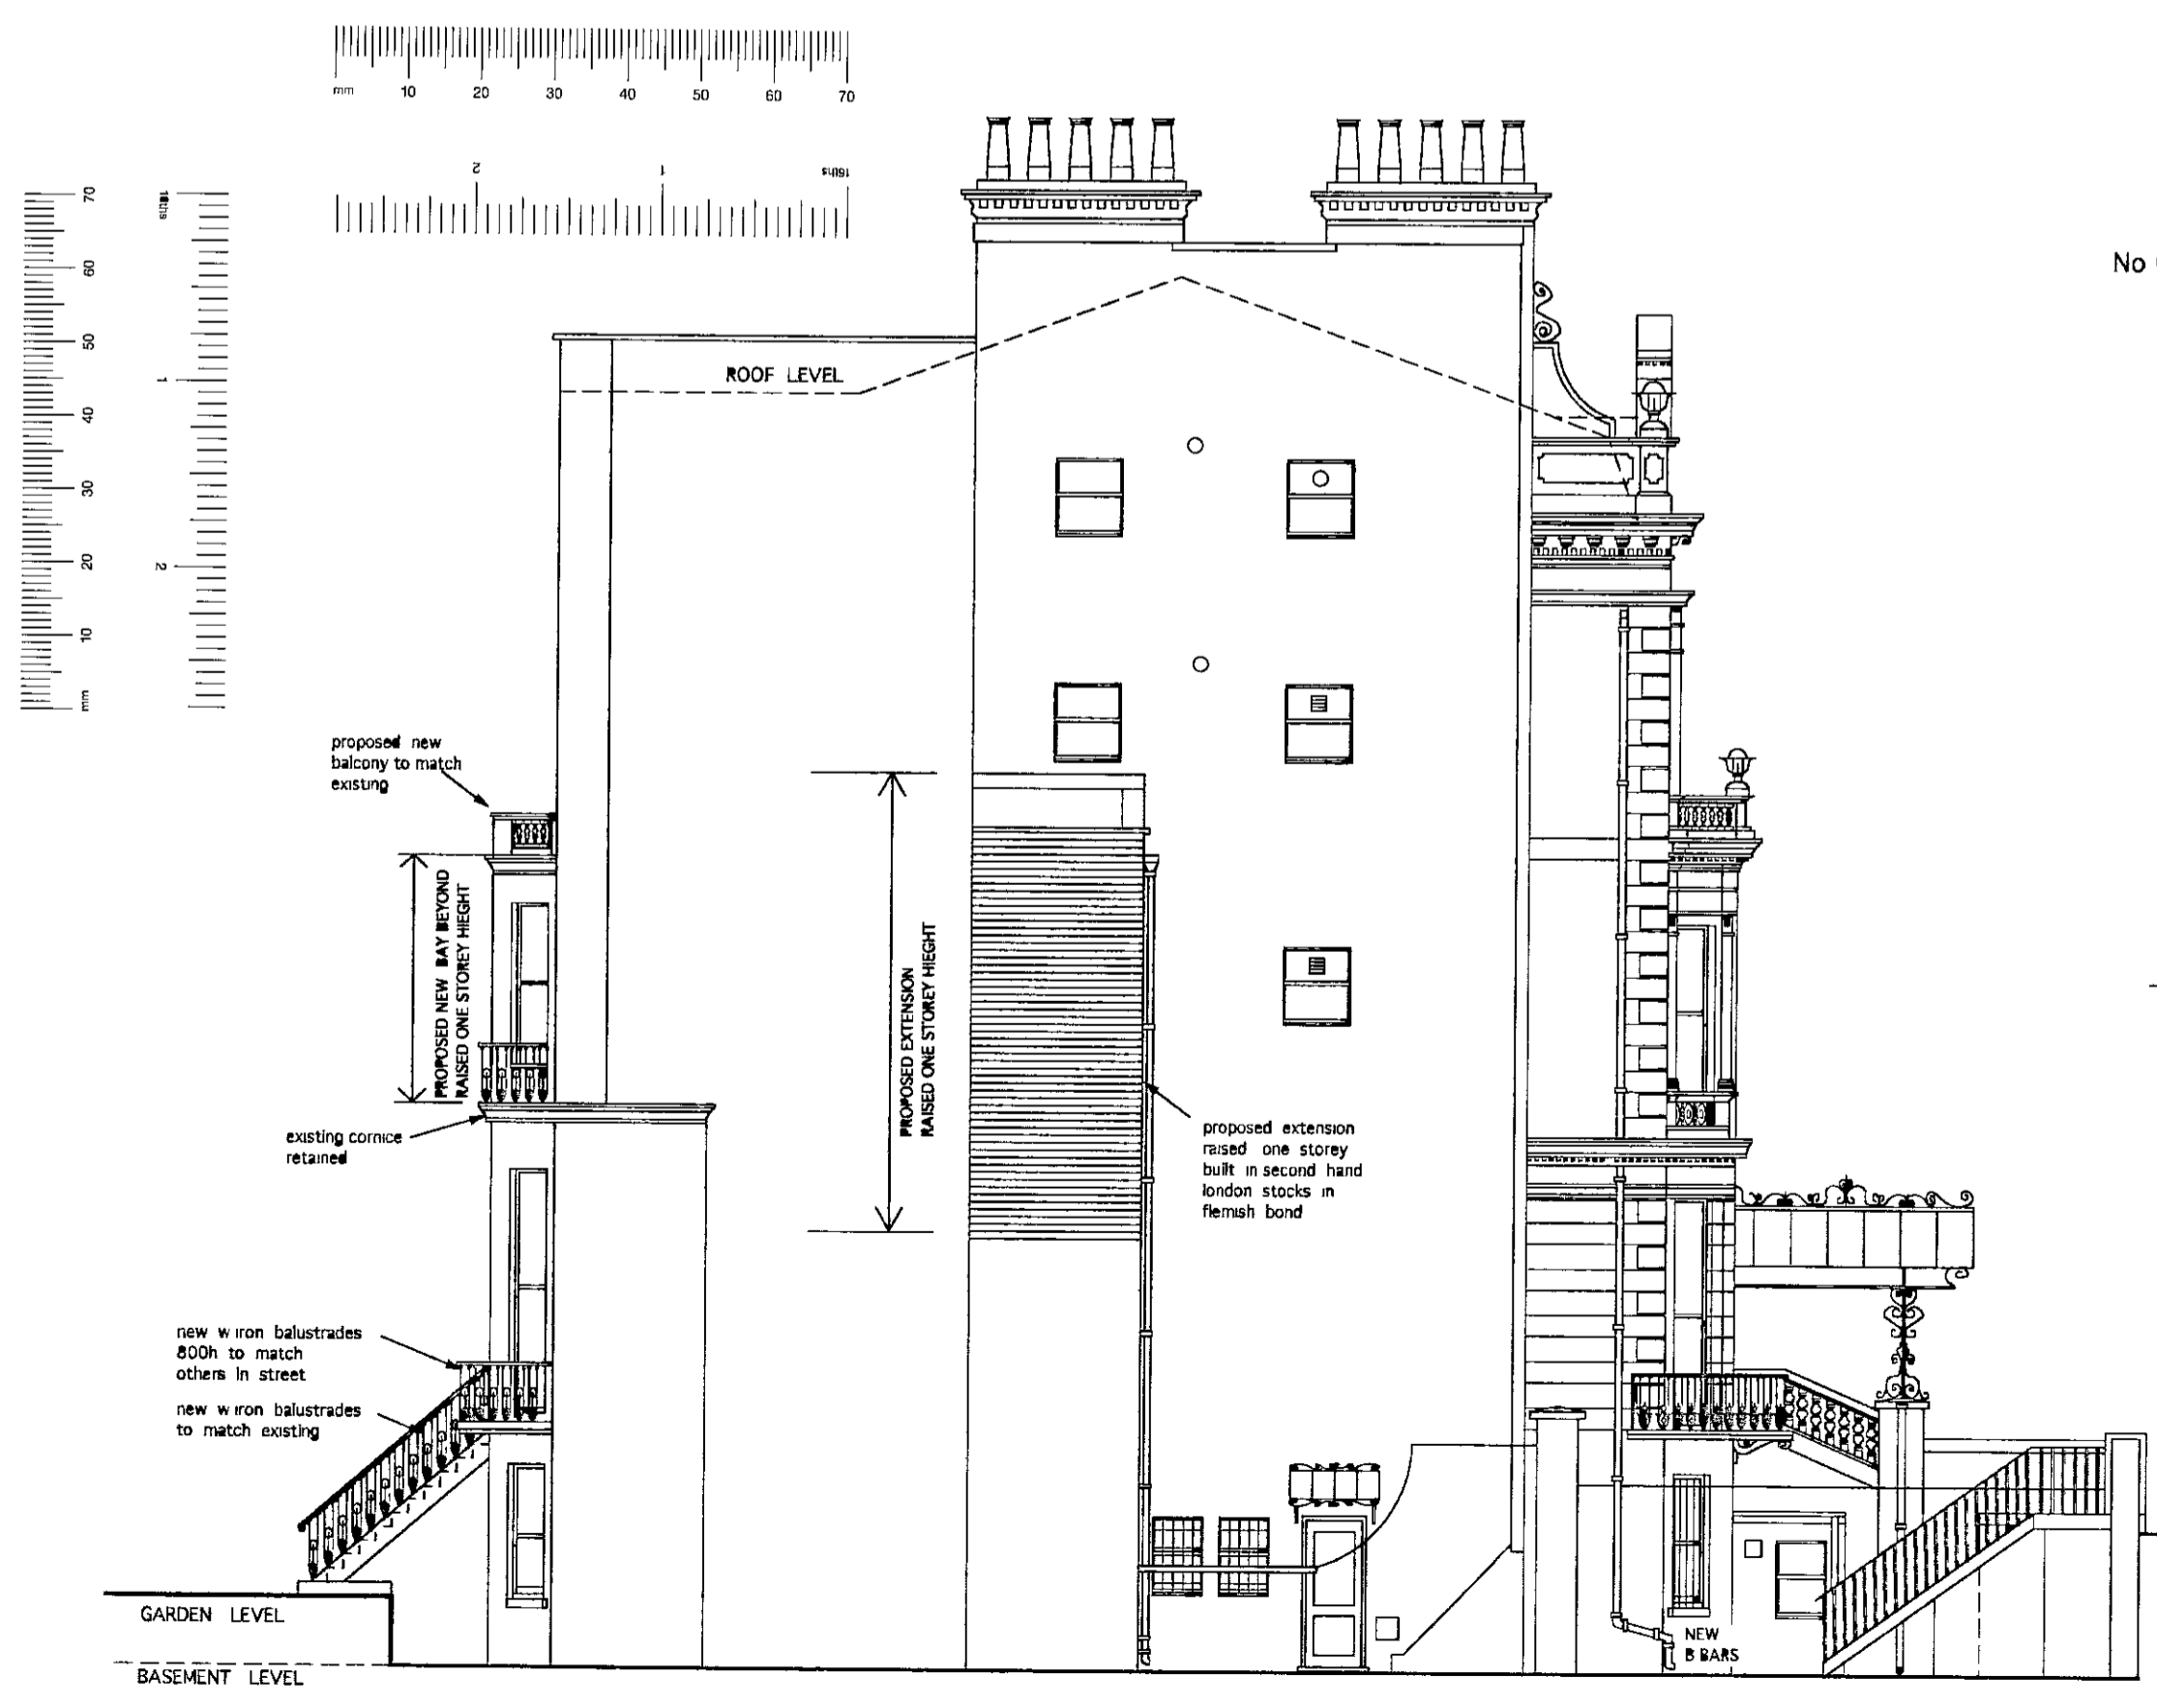 mm 10 20 30 40 50 60 70
2 1 16ths
70
60
50
40
30
20
10
mm
16ths
1
2
No
ROOF LEVEL
proposed new
balcony to match
existing
PROPOSED NEW BAY BEYOND
RAISED ONE STOREY HIEGHT
PROPOSED EXTENSION
RAISED ONE STOREY HIEGHT
existing cornice
retained
proposed extension
raised one storey
built in second hand
london stocks in
flemish bond
new w iron balustrades
800h to match
others in street
new w iron balustrades
to match existing
GARDEN LEVEL
BASEMENT LEVEL
NEW
B BARS